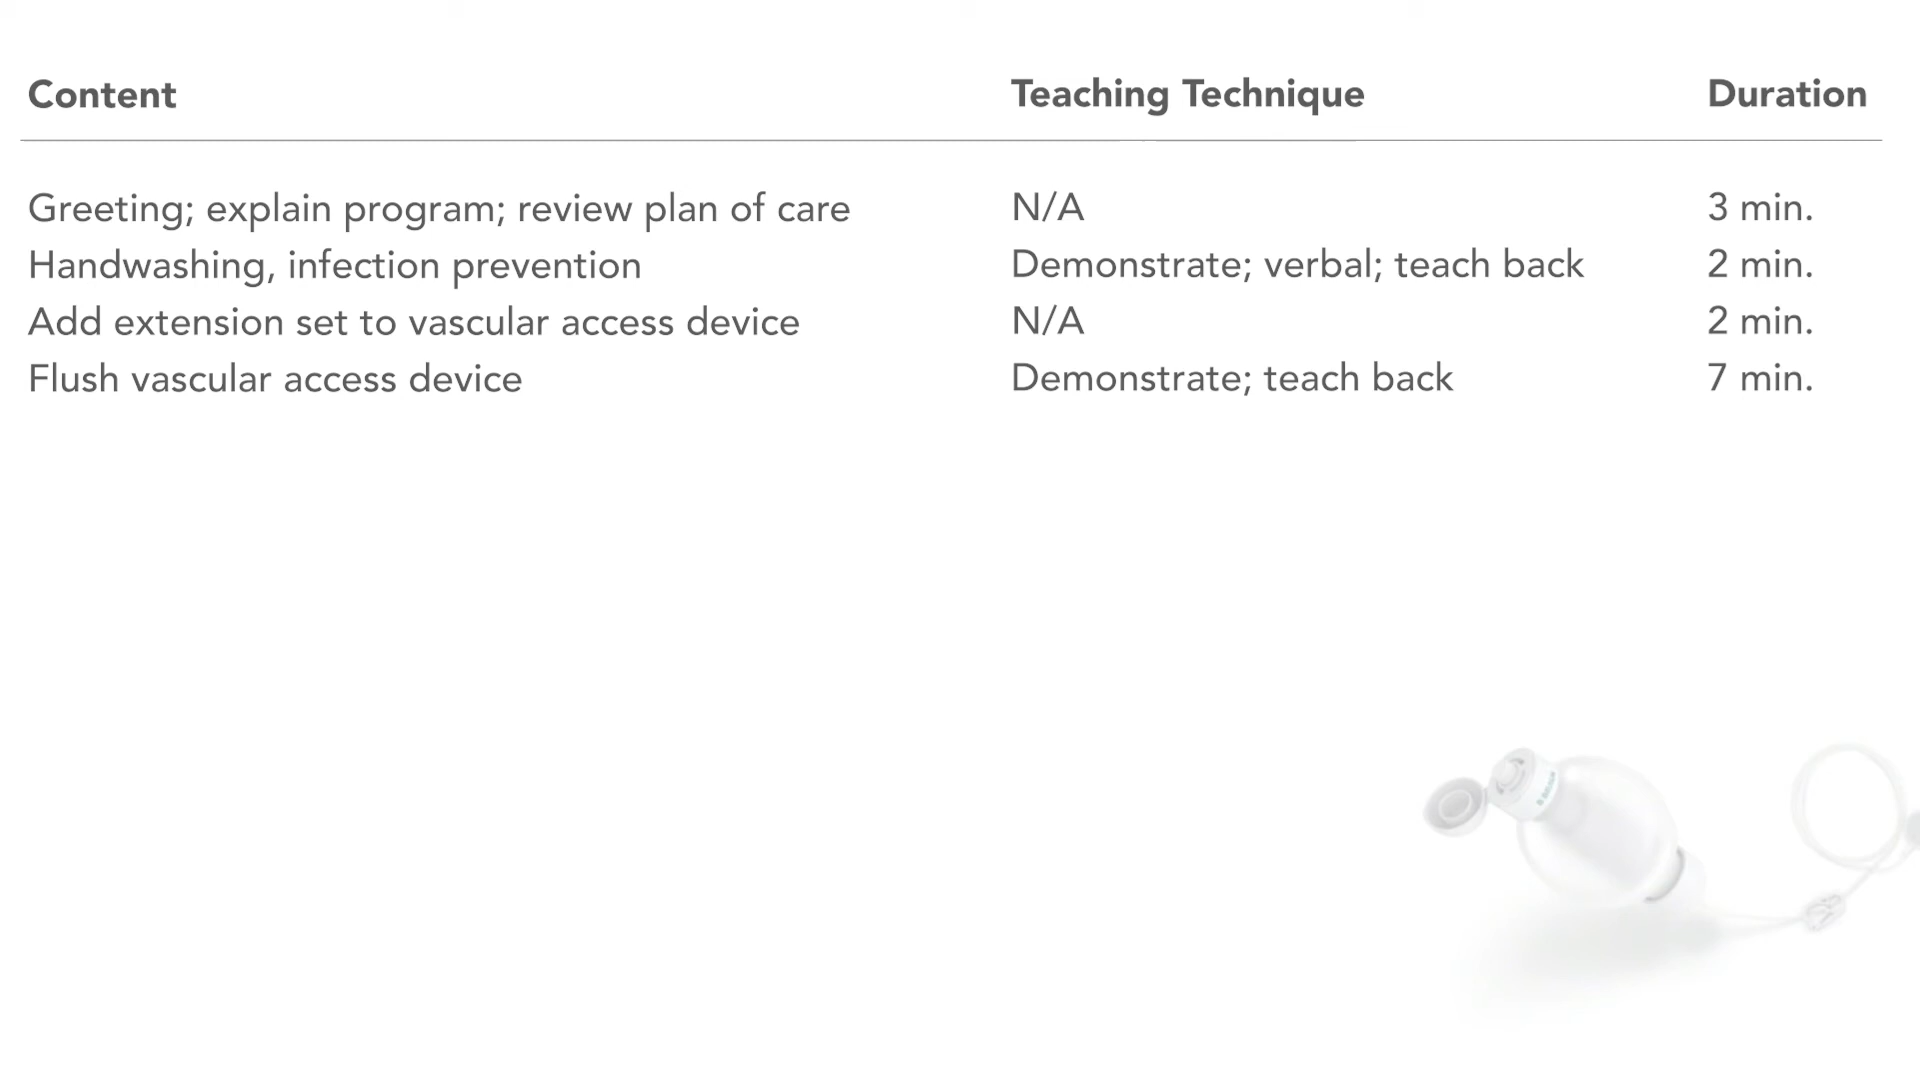 Content Teaching Technique Duration
Greeting; explain program; review plan of care N/A 3 min.
Handwashing, infection prevention Demonstrate; verbal; teach back 2 min.
Add extension set to vascular access device N/A 2 min.
Flush vascular access device Demonstrate; teach back 7 min.